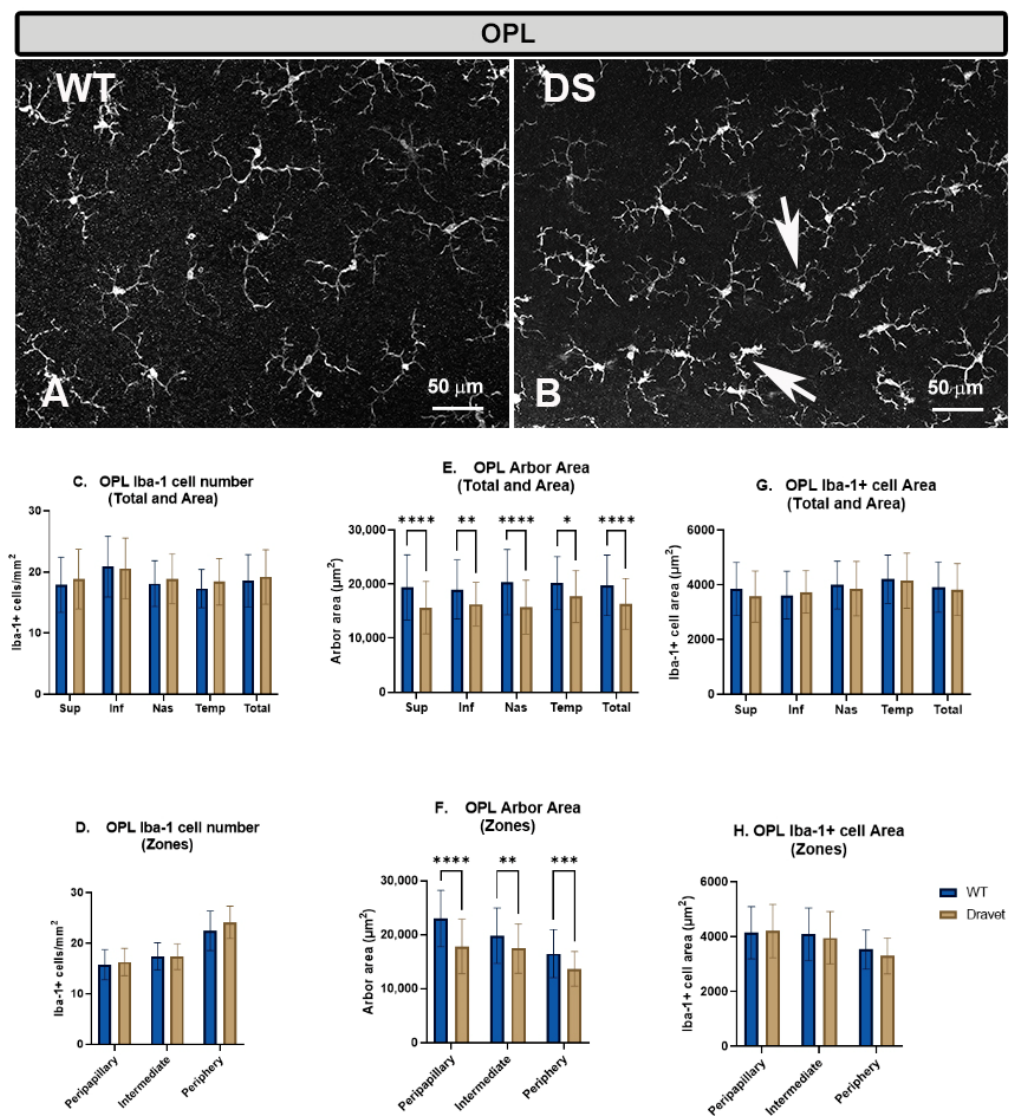 OPL
WT
DS
A
50 µm
B
50 µm
C. OPL Iba-1 cell number
(Total and Area)
Iba-1+ cells/mm²
30
20
10
0
Sup Inf Nas Temp Total
E. OPL Arbor Area
(Total and Area)
Arbor area (µm²)
30,000
20,000
10,000
0
**** ** **** * ****
Sup Inf Nas Temp Total
G. OPL Iba-1+ cell Area
(Total and Area)
Iba-1+ cell area (µm²)
6000
4000
2000
0
Sup Inf Nas Temp Total
D. OPL Iba-1 cell number
(Zones)
Iba-1+ cells/mm²
30
20
10
0
Peripapillary Intermediate Periphery
F. OPL Arbor Area
(Zones)
Arbor area (µm²)
30,000
20,000
10,000
0
**** ** ***
Peripapillary Intermediate Periphery
H. OPL Iba-1+ cell Area
(Zones)
Iba-1+ cell area (µm²)
6000
4000
2000
0
Peripapillary Intermediate Periphery
WT
Dravet